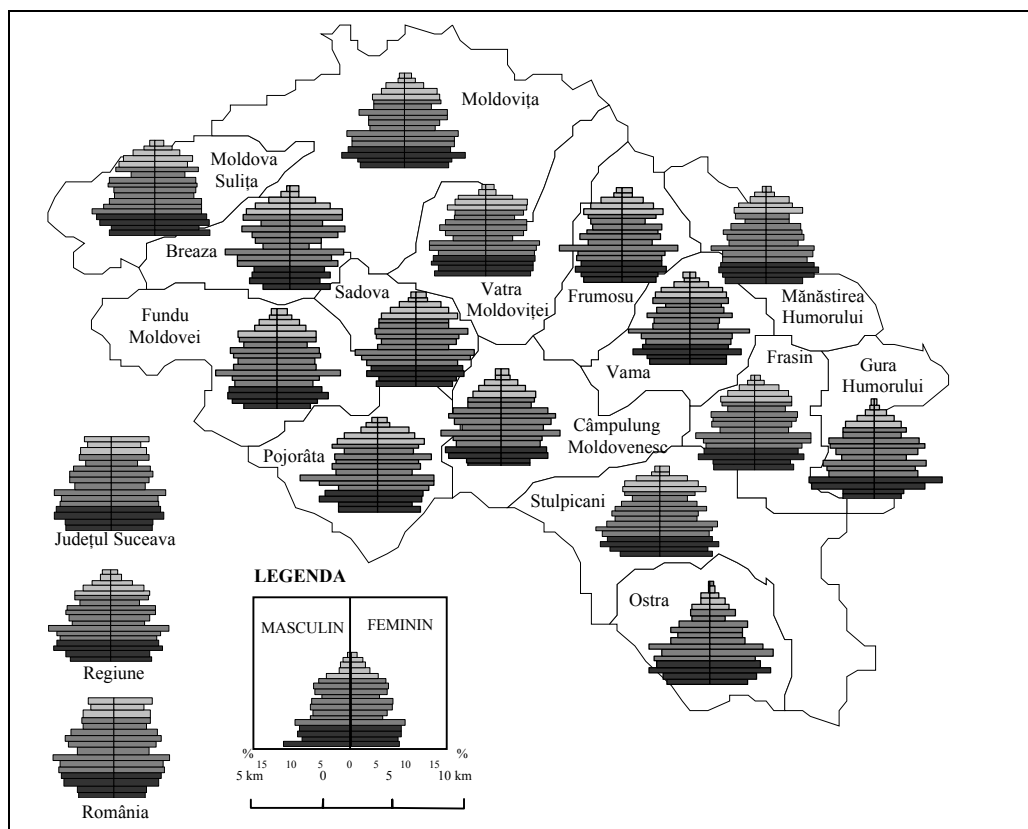 Moldovița
Moldova
Sulița
Breaza
Vatra
Moldoviței
Frumosu
Mănăstirea
Humorului
Sadova
Fundu
Moldovei
Vama
Frasin
Gura
Humorului
Câmpulung
Moldovenesc
Pojorâta
Stulpicani
Ostra
Județul Suceava
Regiune
România
LEGENDA
MASCULIN
FEMININ
% 15 10 5 0 5 10 15 %
5 km 0 5 10 km